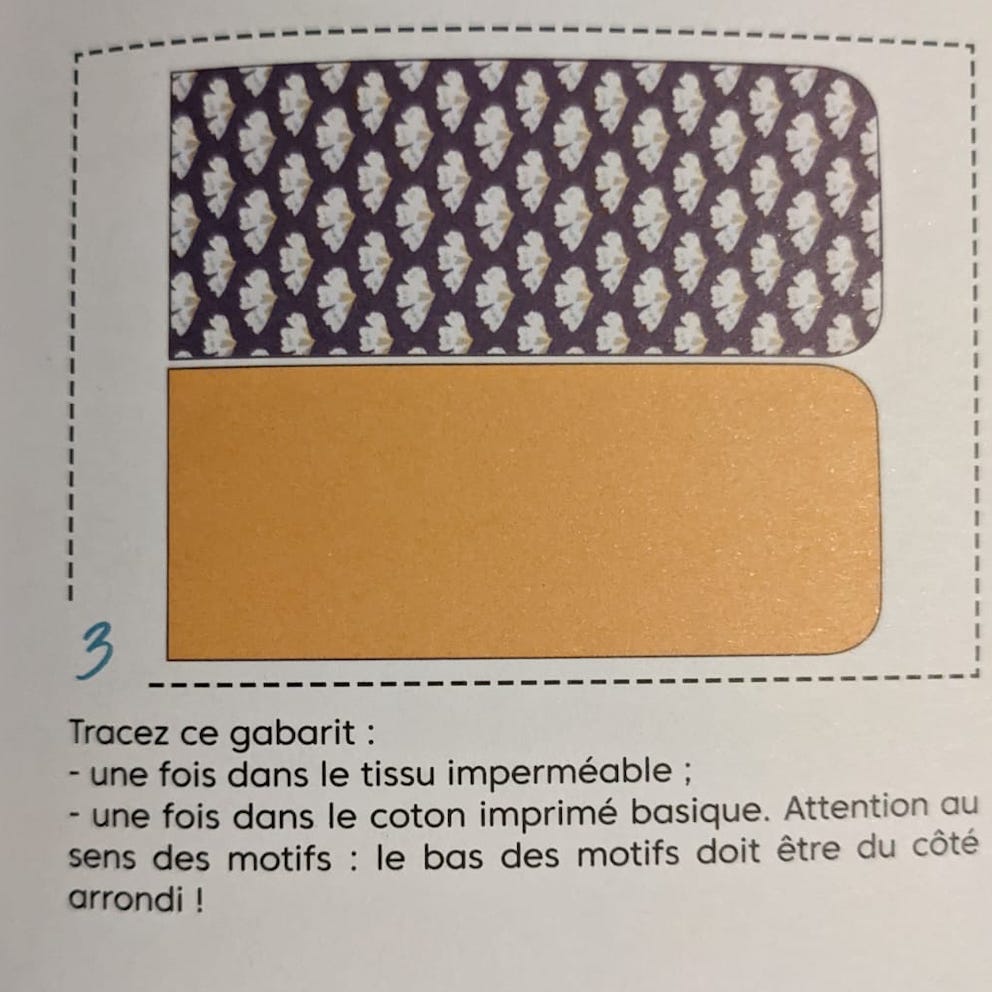 3
Tracez ce gabarit :
- une fois dans le tissu imperméable ;
- une fois dans le coton imprimé basique. Attention au
sens des motifs : le bas des motifs doit être du côté
arrondi !